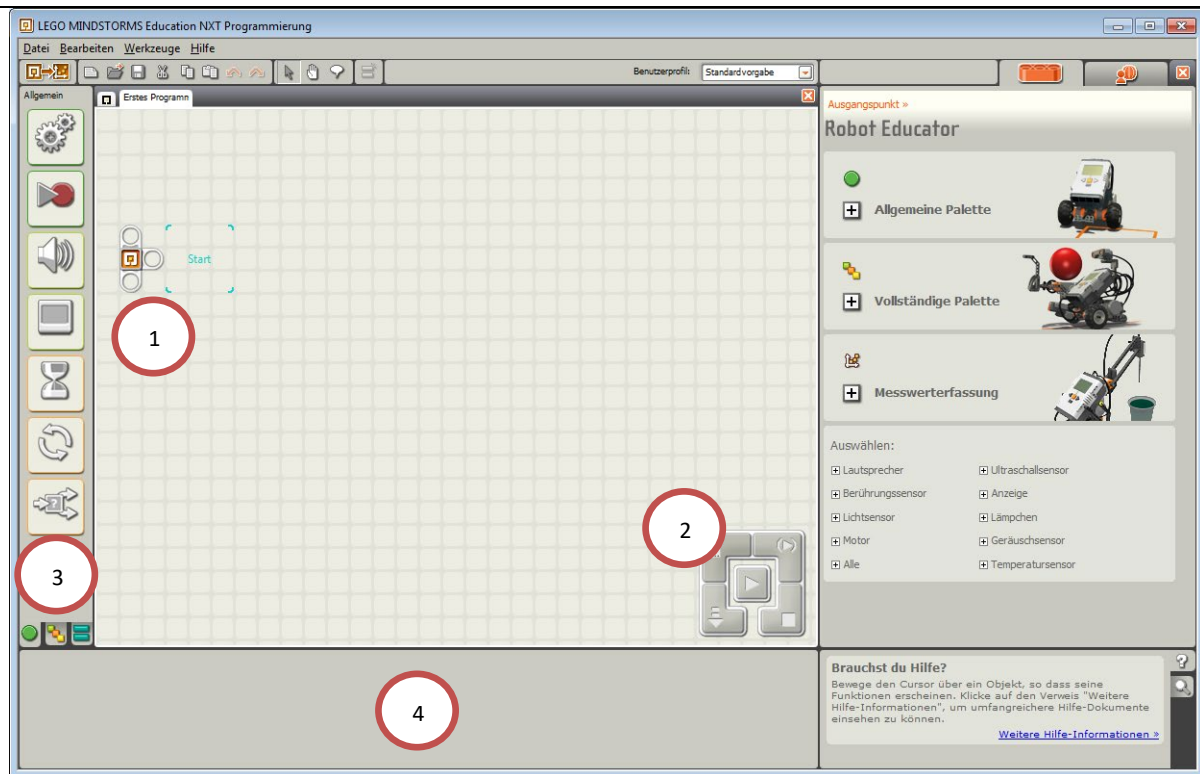 LEGO MINDSTORMS Education NXT Programmierung
Datei Bearbeiten Werkzeuge Hilfe
Benutzerprofil: Standardvorgabe
Allgemein
Erstes Programn
Start
1
2
3
4
Ausgangspunkt »
Robot Educator
Allgemeine Palette
Vollständige Palette
Messwerterfassung
Auswählen:
Lautsprecher
Ultraschallsensor
Berührungssensor
Anzeige
Lichtsensor
Lämpchen
Motor
Geräuschsensor
Alle
Temperatursensor
Brauchst du Hilfe?
Bewege den Cursor über ein Objekt, so dass seine
Funktionen erscheinen. Klicke auf den Verweis "Weitere
Hilfe-Informationen", um umfangreichere Hilfe-Dokumente
einsehen zu können.
Weitere Hilfe-Informationen »